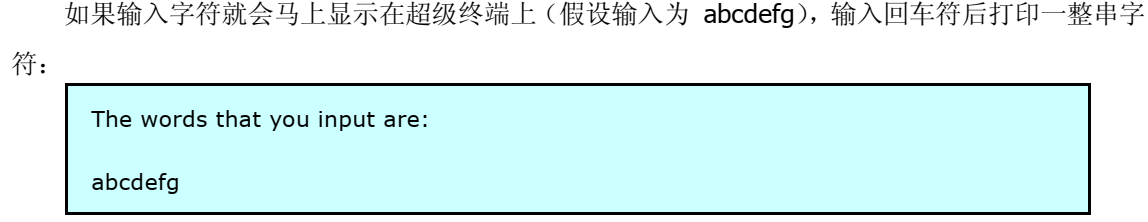 如果输入字符就会马上显示在超级终端上（假设输入为 abcdefg），输入回车符后打印一整串字
符：
The words that you input are:
abcdefg